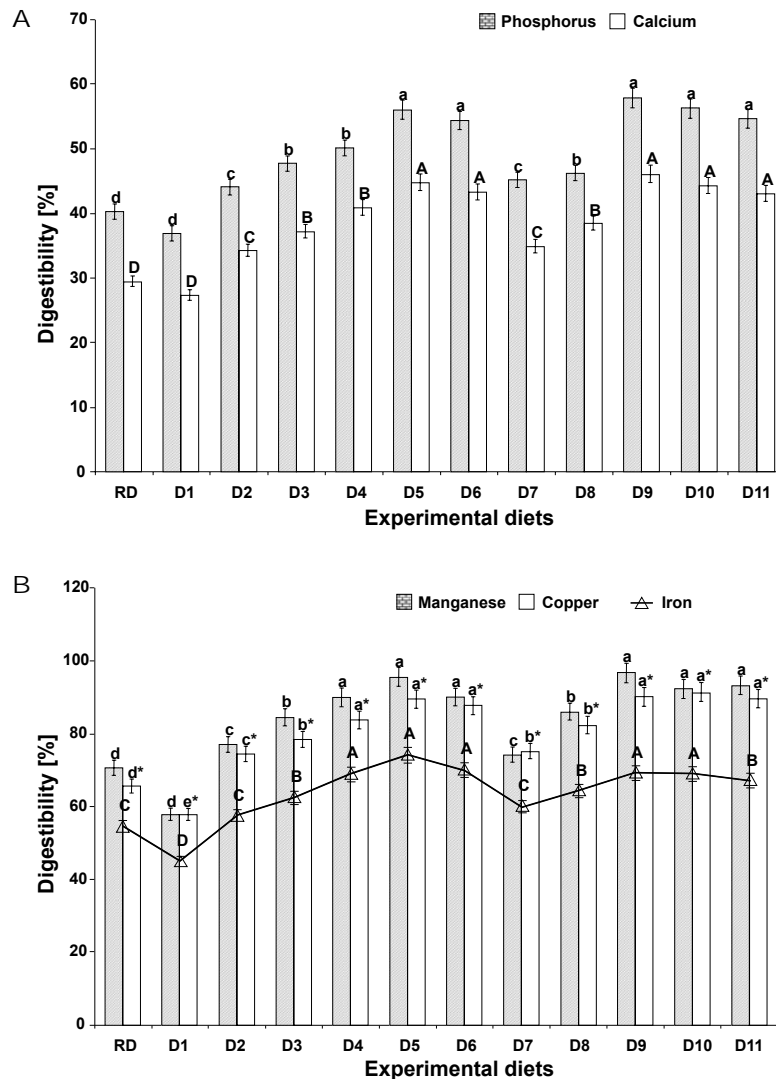 A
Phosphorus Calcium
Digestibility [%]
70
60
50
40
30
20
10
0
d D
d D
c C
b B
b B
a A
a A
c C
b B
a A
a A
a A
RD D1 D2 D3 D4 D5 D6 D7 D8 D9 D10 D11
Experimental diets
B
Manganese Copper Iron
Digestibility [%]
120
100
80
60
40
20
0
d d* C
d e* D
c c* C
b b* B
a a* A
a a* A
a a* A
c b* C
b b* B
a a* A
a a* A
a a* B
RD D1 D2 D3 D4 D5 D6 D7 D8 D9 D10 D11
Experimental diets